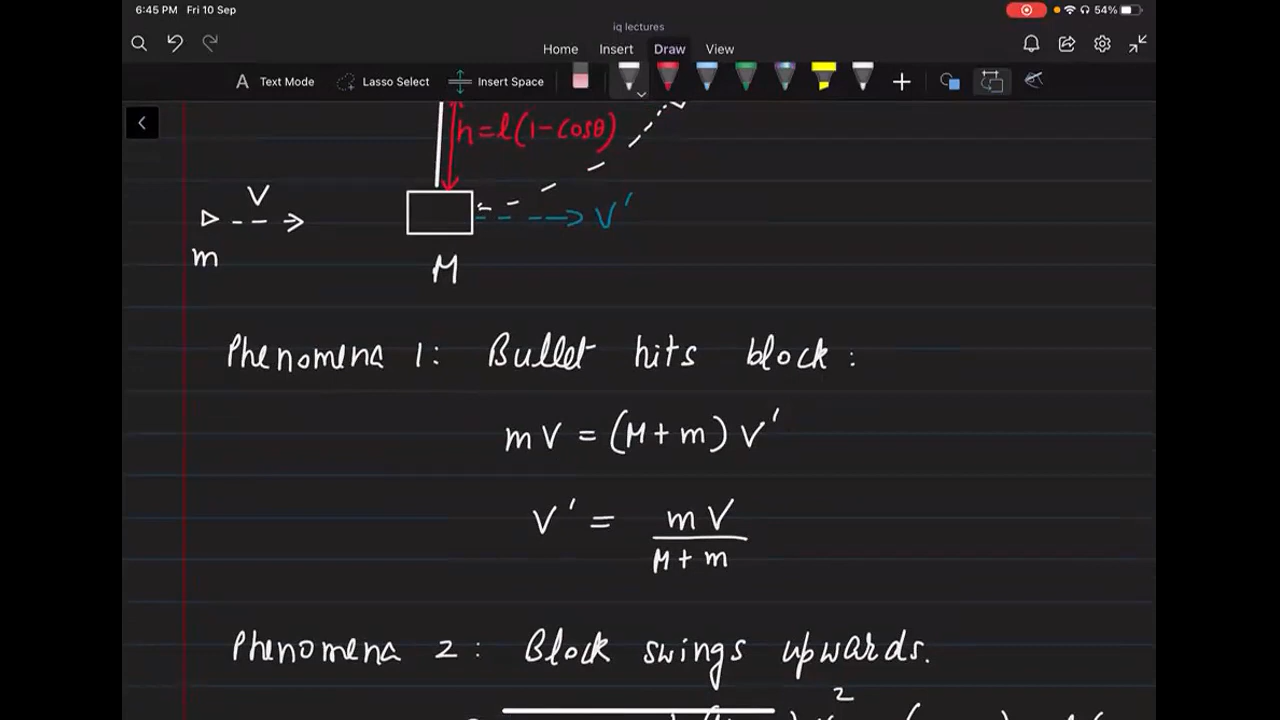 6:45 PM Fri 10 Sep
54%
iq lectures
Home Insert Draw View
Text Mode Lasso Select Insert Space
h=l(1-cosθ)
V
V'
m
M
Phenomena 1: Bullet hits block:
mV = (M+m) V'
V' = mV
M+m
Phenomena 2: Block swings upwards.
2